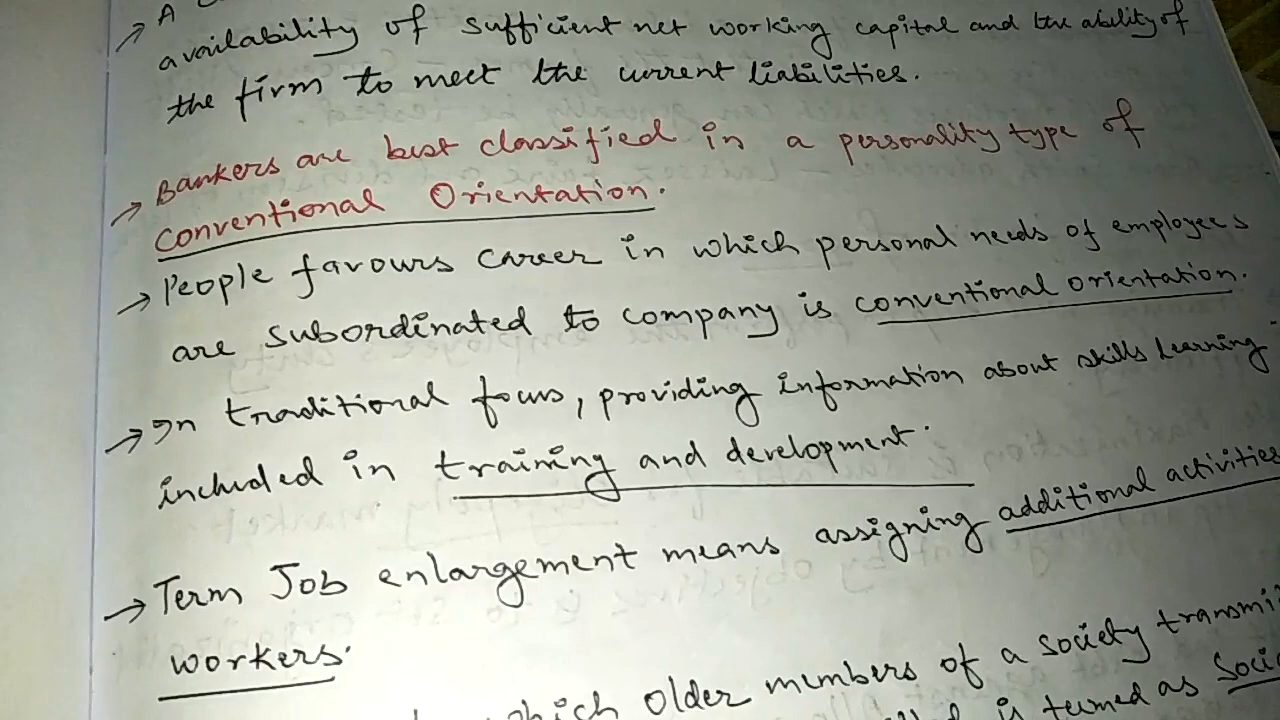 A
availability of sufficient net working capital and the ability of
the firm to meet the current liabilities.
→ Bankers are best classified in a personality type of
conventional Orientation.
→ People favours career in which personal needs of employees
are subordinated to company is conventional orientation.
→ In traditional focus, providing information about skills learning
included in training and development.
→ Term Job enlargement means assigning additional activities
workers.
which older members of a society
is termed as